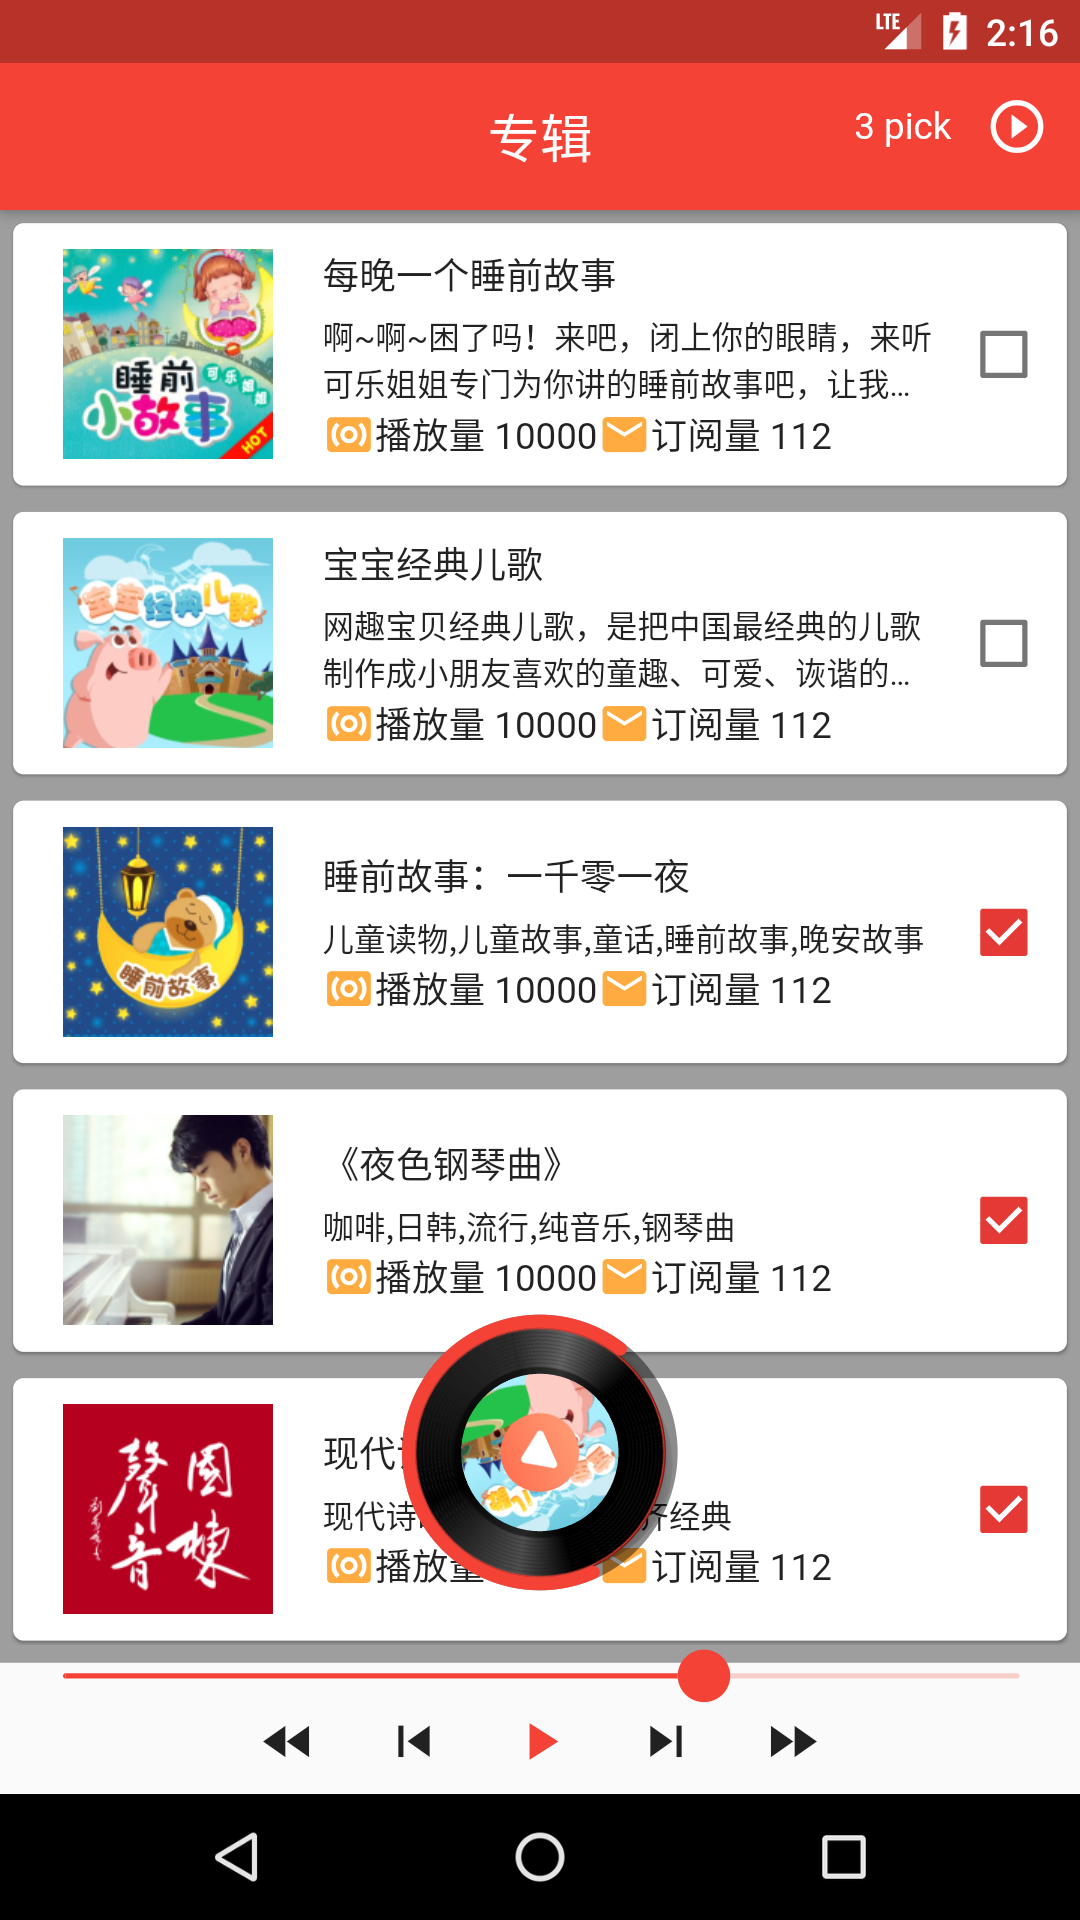 LTE 2:16
专辑
3 pick
睡前
小故事
可乐姐姐
HOT
每晚一个睡前故事
啊~啊~困了吗！来吧，闭上你的眼睛，来听
可乐姐姐专门为你讲的睡前故事吧，让我...
播放量 10000 订阅量 112
宝宝经典儿歌
宝宝经典儿歌
网趣宝贝经典儿歌，是把中国最经典的儿歌
制作成小朋友喜欢的童趣、可爱、诙谐的...
播放量 10000 订阅量 112
睡前故事
睡前故事：一千零一夜
儿童读物,儿童故事,童话,睡前故事,晚安故事
播放量 10000 订阅量 112
《夜色钢琴曲》
咖啡,日韩,流行,纯音乐,钢琴曲
播放量 10000 订阅量 112
國棟
聲音
现代
现代诗
齐经典
播放量
订阅量 112